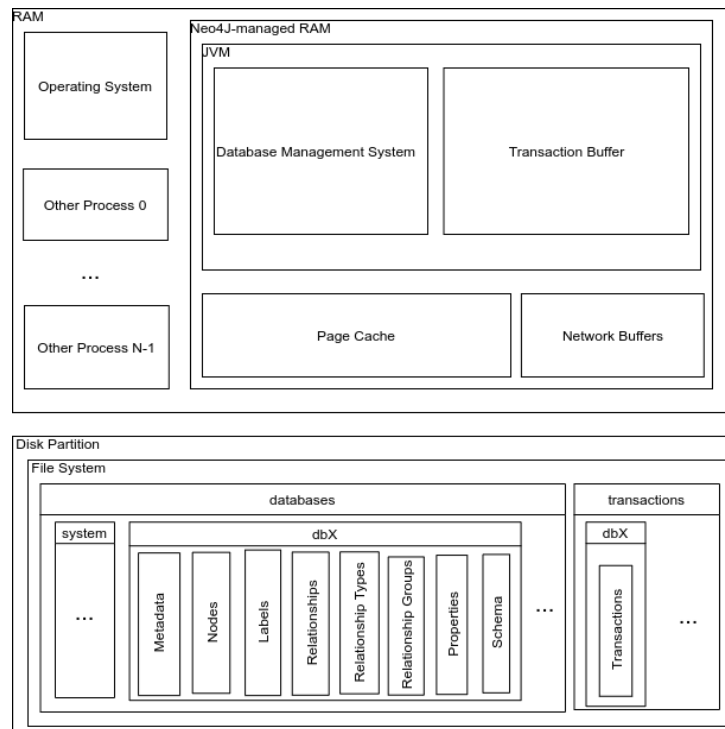 RAM
Neo4J-managed RAM
JVM
Operating System
Database Management System
Transaction Buffer
Other Process 0
...
Other Process N-1
Page Cache
Network Buffers
Disk Partition
File System
databases
transactions
system
dbX
dbX
...
Metadata
Nodes
Labels
Relationships
Relationship Types
Relationship Groups
Properties
Schema
...
Transactions
...